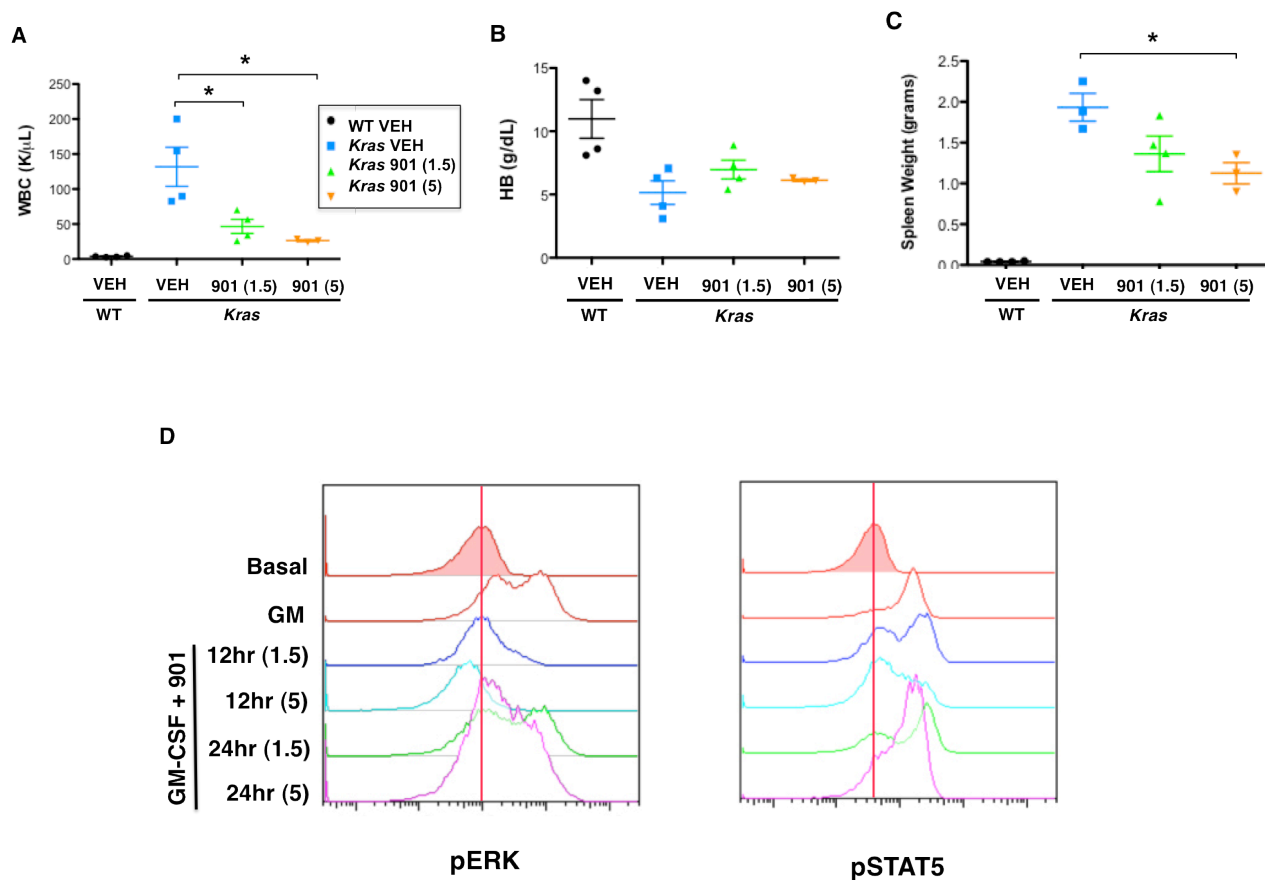 A
B
C
*
*
*
WBC (K/µL)
250
200
150
100
50
0
WT VEH
Kras VEH
Kras 901 (1.5)
Kras 901 (5)
VEH
VEH
901 (1.5)
901 (5)
WT
Kras
HB (g/dL)
15
10
5
0
VEH
VEH
901 (1.5)
901 (5)
WT
Kras
Spleen Weight (grams)
2.5
2.0
1.5
1.0
0.5
0.0
VEH
VEH
901 (1.5)
901 (5)
WT
Kras
D
Basal
GM
GM-CSF + 901
12hr (1.5)
12hr (5)
24hr (1.5)
24hr (5)
pERK
pSTAT5